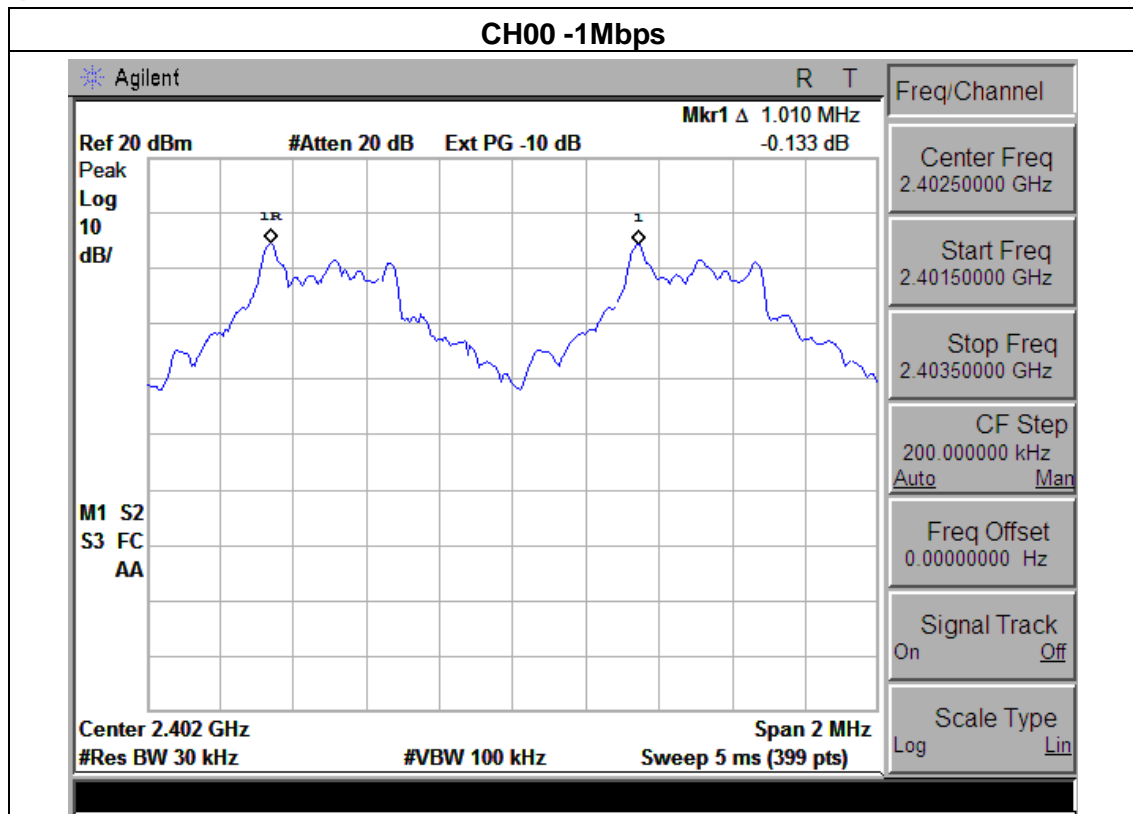 CH00 -1Mbps
Agilent R T
Mkr1 Δ 1.010 MHz
Ref 20 dBm #Atten 20 dB Ext PG -10 dB -0.133 dB
Peak
Log
10
dB/
1R
1
M1 S2
S3 FC
AA
Center 2.402 GHz Span 2 MHz
#Res BW 30 kHz #VBW 100 kHz Sweep 5 ms (399 pts)
Freq/Channel
Center Freq
2.40250000 GHz
Start Freq
2.40150000 GHz
Stop Freq
2.40350000 GHz
CF Step
200.000000 kHz
Auto Man
Freq Offset
0.00000000 Hz
Signal Track
On Off
Scale Type
Log Lin